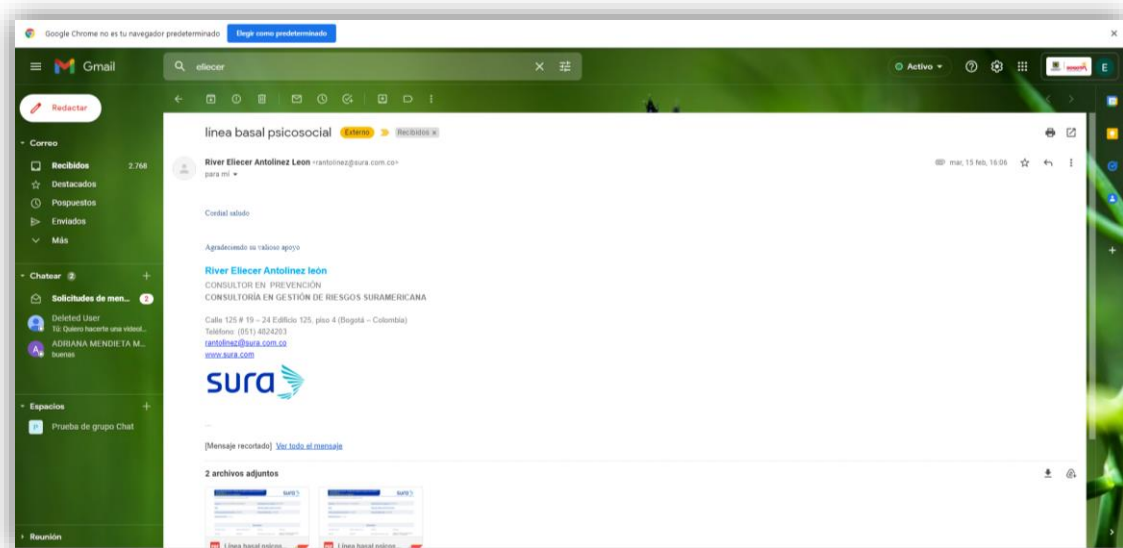 Google Chrome no es tu navegador predeterminado
Elegir como predeterminado
Gmail
eliecer
Activo
E
Redactar
línea basal psicosocial
Externo
Recibidos x
Correo
Recibidos 2.768
River Eliecer Antolinez Leon <rantolinez@sura.com.co>
mar, 15 feb, 16:06
para mí
Destacados
Pospuestos
Enviados
Más
Cordial saludo
Agradeciendo su valioso apoyo
Chatear 2
Solicitudes de men... 2
Deleted User
Tú: Quiero hacerte una videol...
ADRIANA MENDIETA M...
buenas
River Eliecer Antolinez león
CONSULTOR EN PREVENCIÓN
CONSULTORÍA EN GESTIÓN DE RIESGOS SURAMERICANA
Calle 125 # 19 – 24 Edificio 125, piso 4 (Bogotá – Colombia)
Teléfono: (051) 4824203
rantolinez@sura.com.co
www.sura.com
sura
Espacios
P Prueba de grupo Chat
...
[Mensaje recortado] Ver todo el mensaje
2 archivos adjuntos
sura
sura
Línea basal psicos...
Línea basal psicos...
Reunión